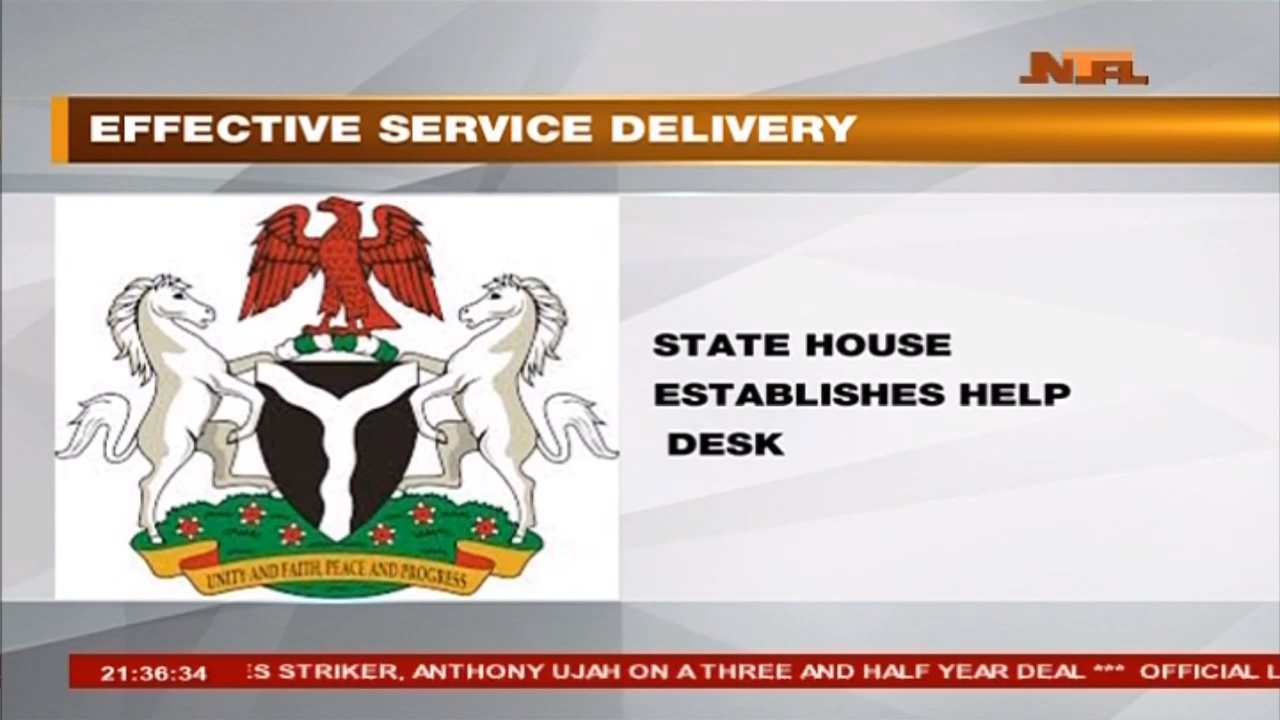 NTA
EFFECTIVE SERVICE DELIVERY
STATE HOUSE
ESTABLISHES HELP
DESK
UNITY AND FAITH, PEACE AND PROGRESS
21:36:34
STRIKER, ANTHONY UJAH ON A THREE AND HALF YEAR DEAL *** OFFICIAL